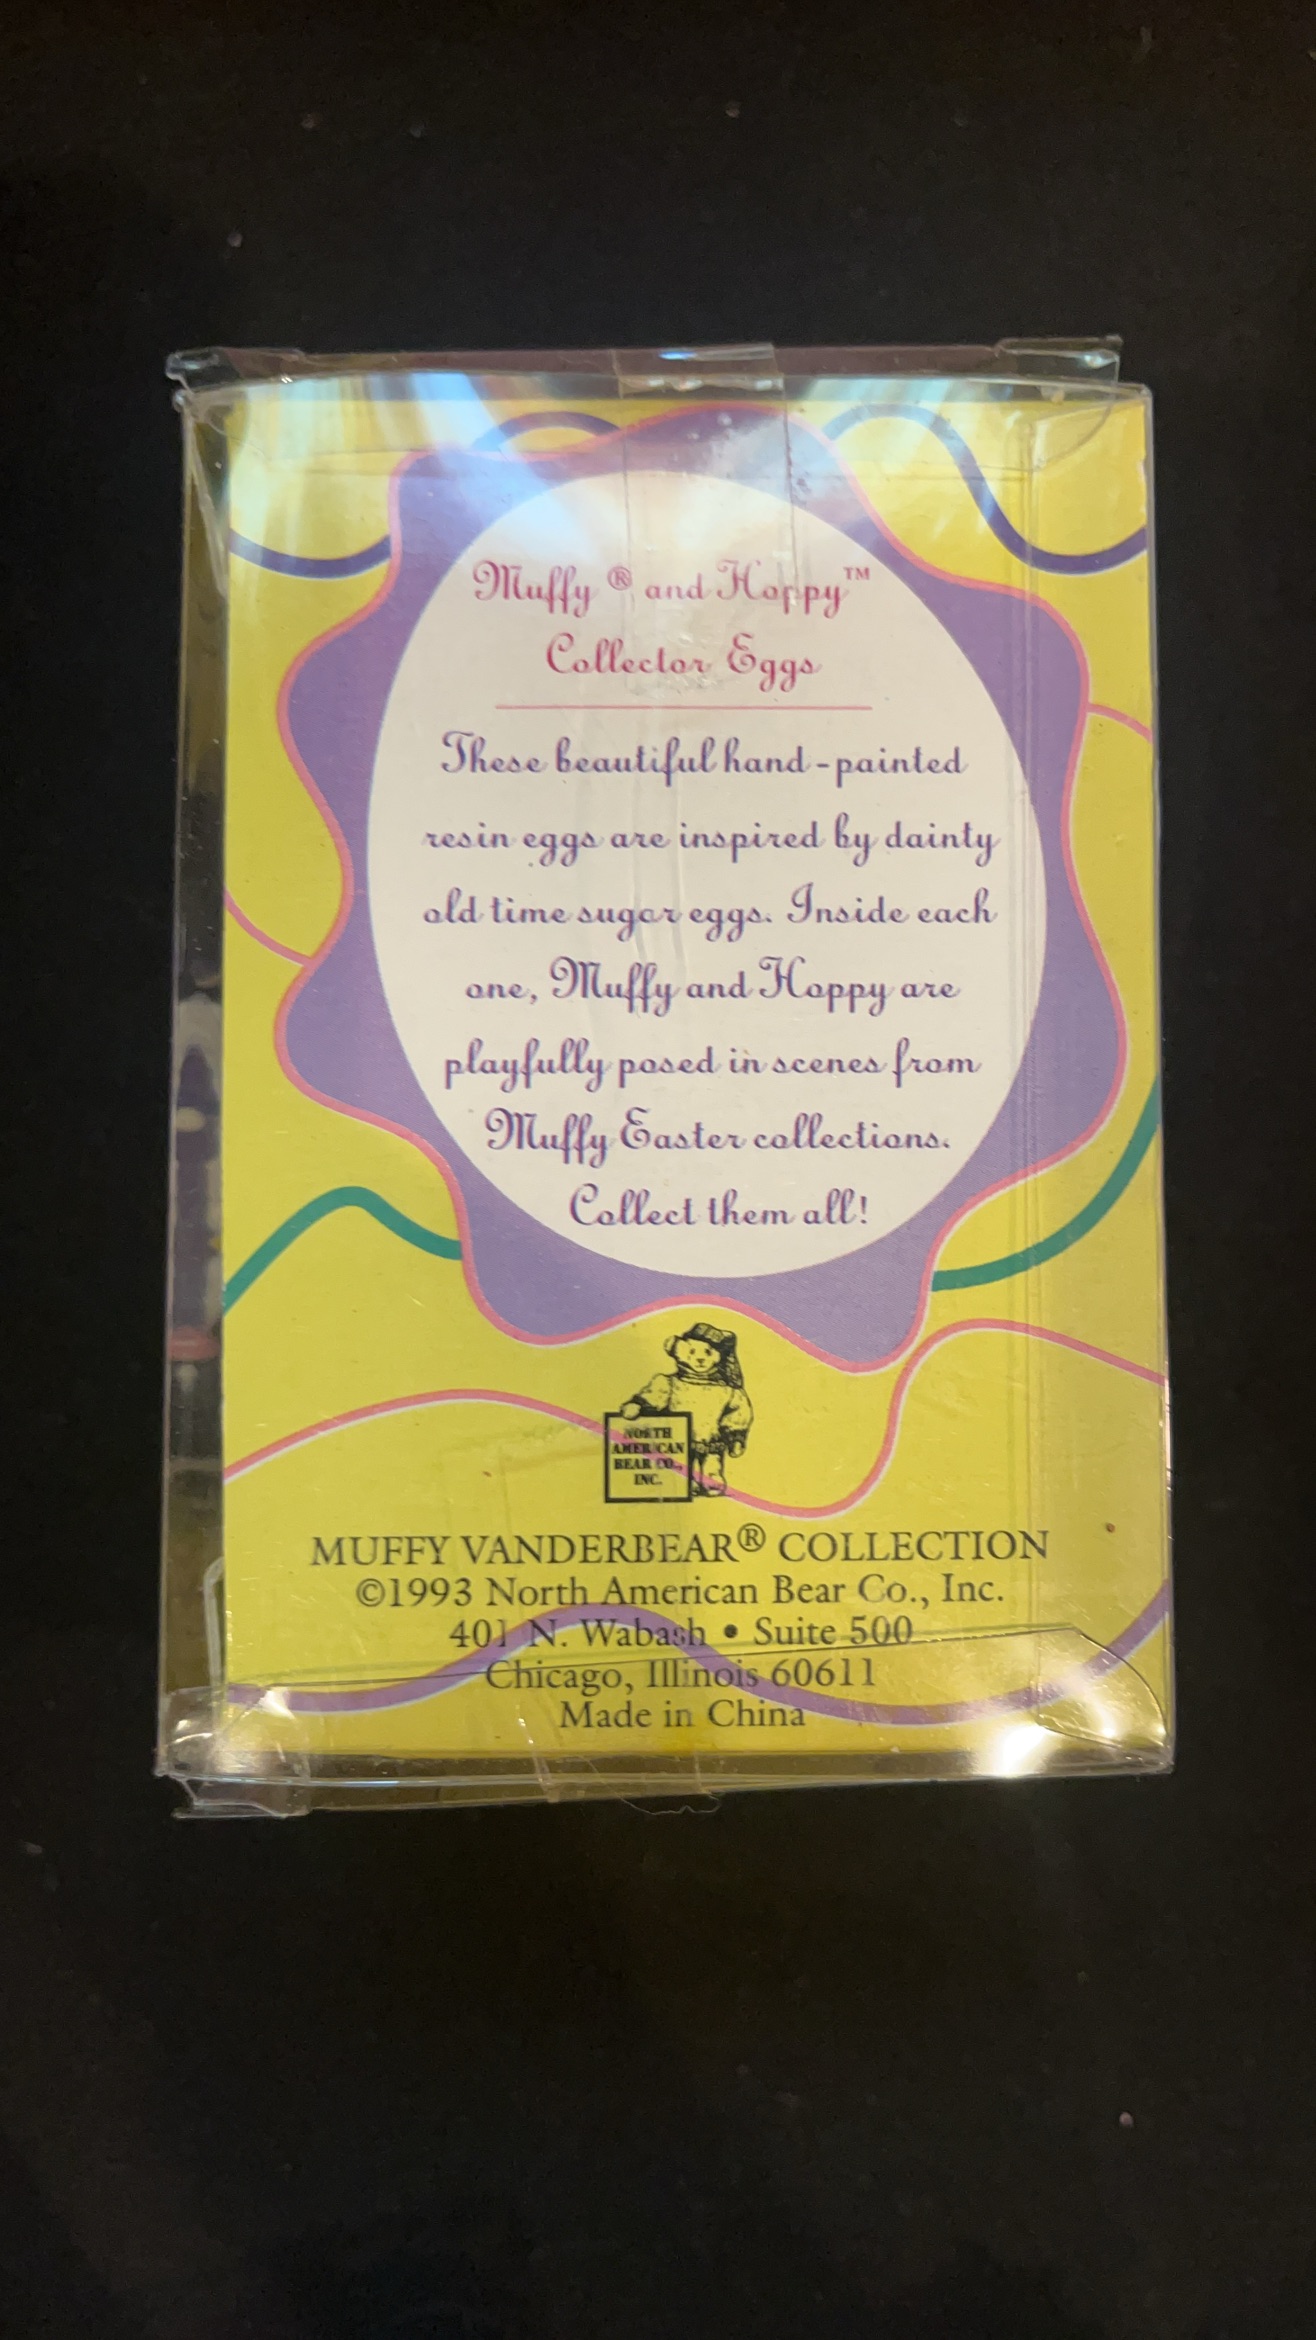 Muffy ® and Hoppy™
Collector Eggs
These beautiful hand-painted
resin eggs are inspired by dainty
old time sugar eggs. Inside each
one, Muffy and Hoppy are
playfully posed in scenes from
Muffy Easter collections.
Collect them all!
NORTH
AMERICAN
BEAR CO.,
INC.
MUFFY VANDERBEAR® COLLECTION
©1993 North American Bear Co., Inc.
401 N. Wabash • Suite 500
Chicago, Illinois 60611
Made in China